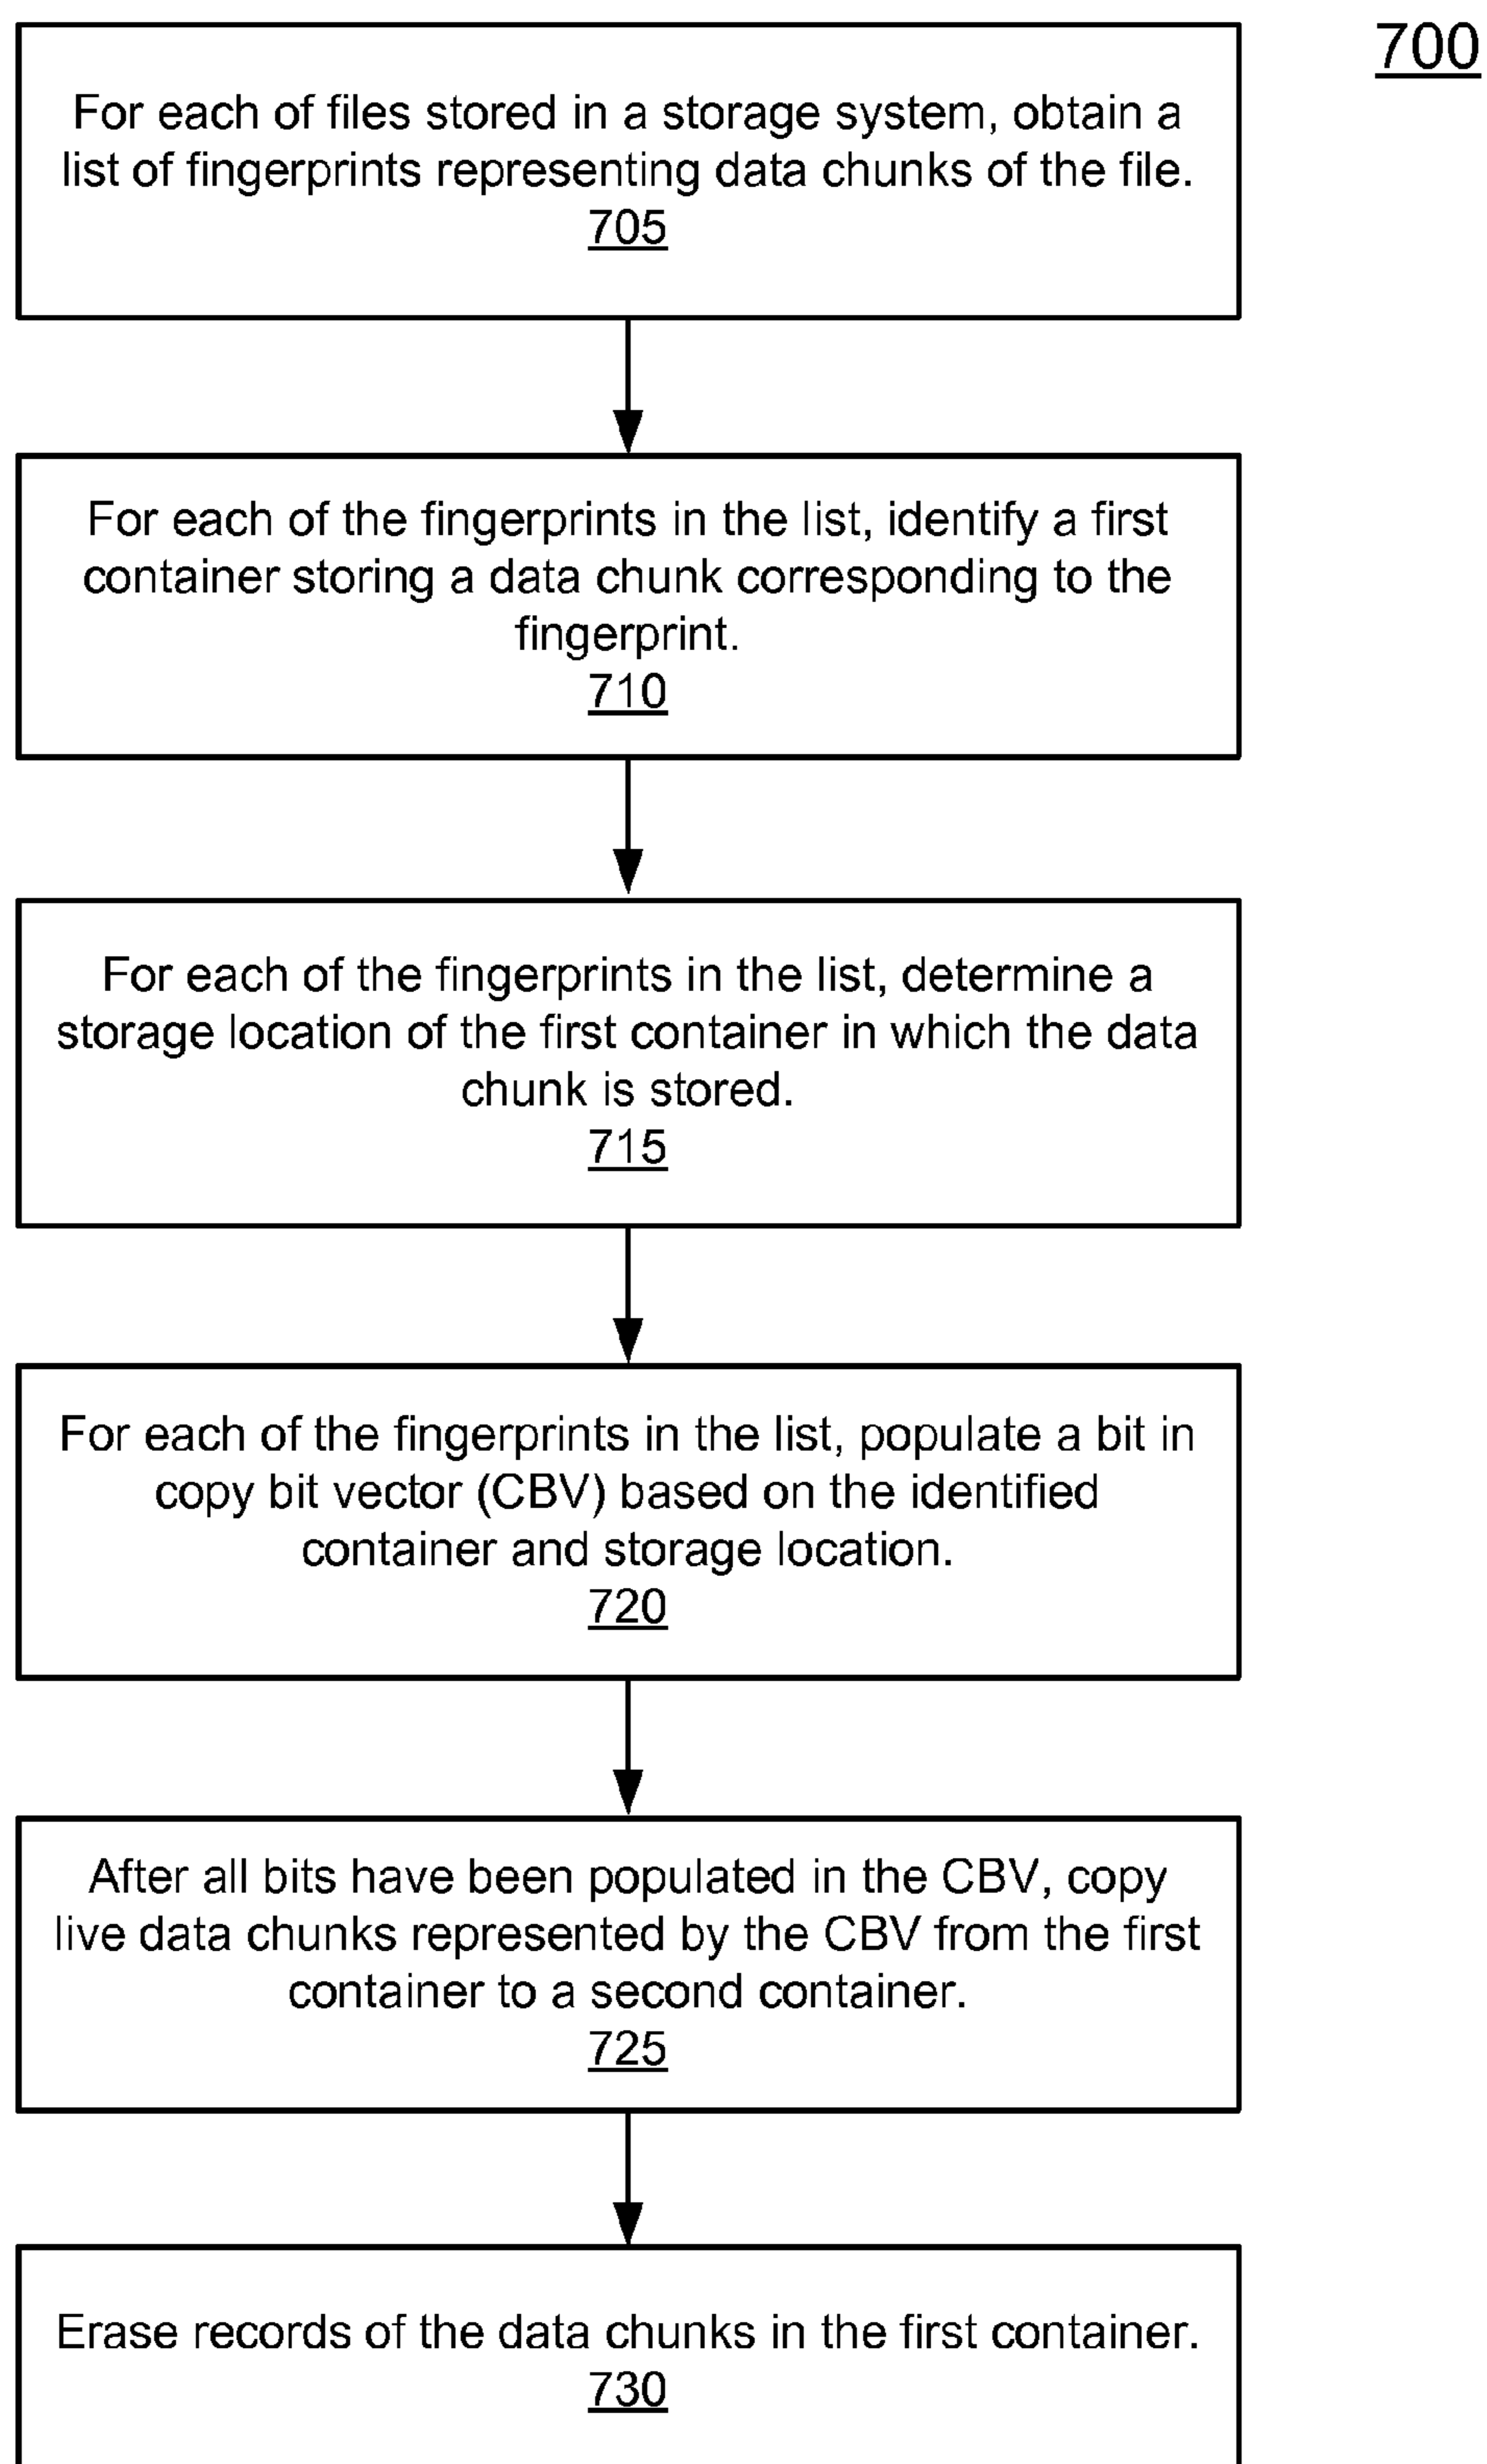 700
For each of files stored in a storage system, obtain a
list of fingerprints representing data chunks of the file.
705
For each of the fingerprints in the list, identify a first
container storing a data chunk corresponding to the
fingerprint.
710
For each of the fingerprints in the list, determine a
storage location of the first container in which the data
chunk is stored.
715
For each of the fingerprints in the list, populate a bit in
copy bit vector (CBV) based on the identified
container and storage location.
720
After all bits have been populated in the CBV, copy
live data chunks represented by the CBV from the first
container to a second container.
725
Erase records of the data chunks in the first container.
730